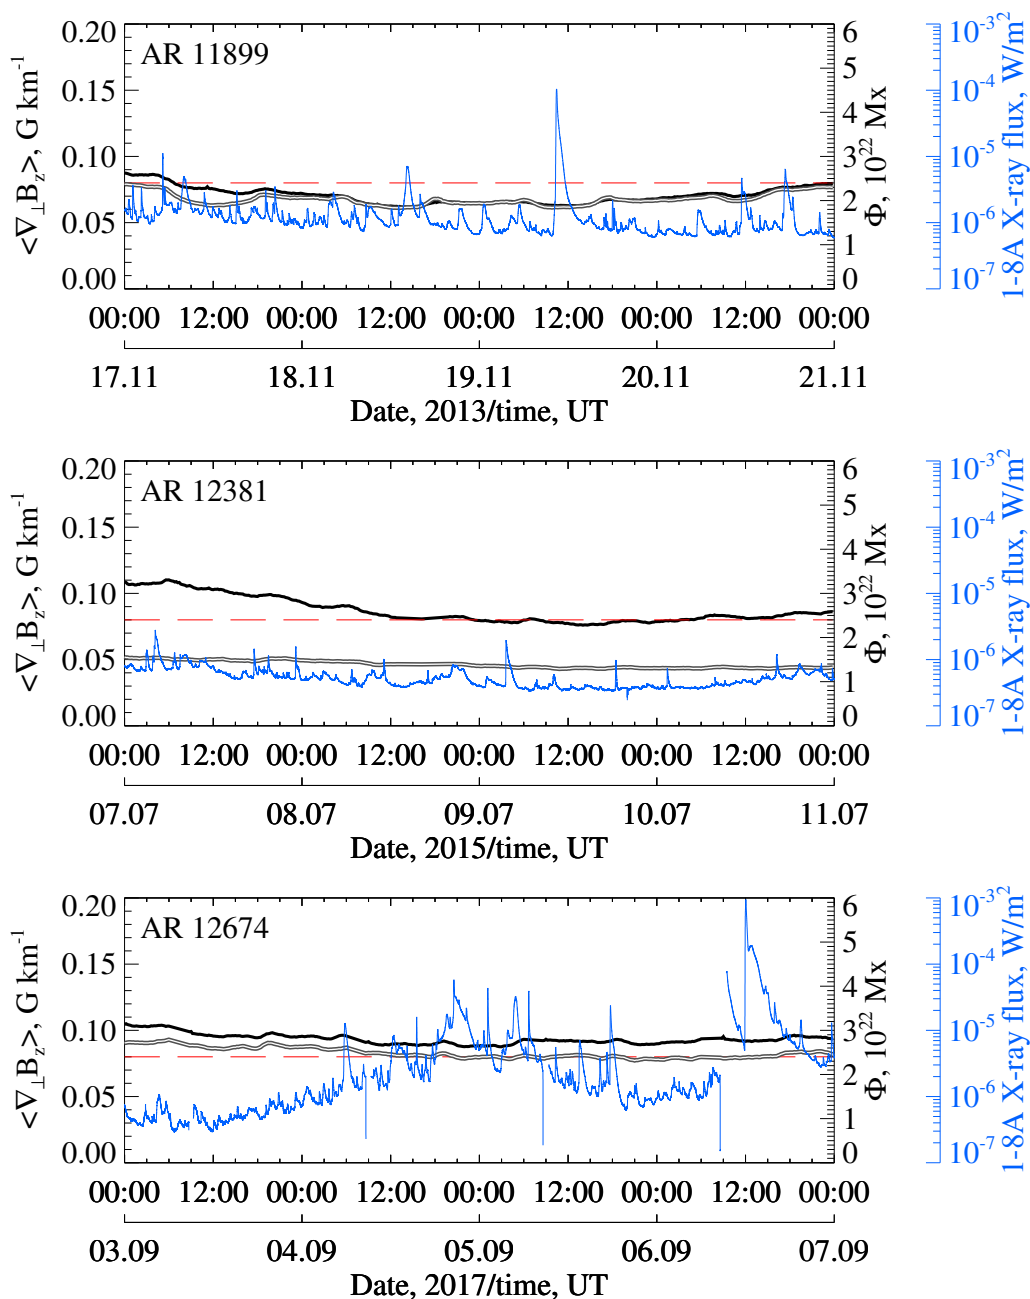 AR 11899
<∇⊥Bz>, G km-1
0.20
0.15
0.10
0.05
0.00
6
5
4
3
2
1
0
Φ, 10^22 Mx
10^-3
10^-4
10^-5
10^-6
10^-7
1-8A X-ray flux, W/m^2
00:00 12:00 00:00 12:00 00:00 12:00 00:00 12:00 00:00
17.11 18.11 19.11 20.11 21.11
Date, 2013/time, UT
AR 12381
<∇⊥Bz>, G km-1
0.20
0.15
0.10
0.05
0.00
6
5
4
3
2
1
0
Φ, 10^22 Mx
10^-3
10^-4
10^-5
10^-6
10^-7
1-8A X-ray flux, W/m^2
00:00 12:00 00:00 12:00 00:00 12:00 00:00 12:00 00:00
07.07 08.07 09.07 10.07 11.07
Date, 2015/time, UT
AR 12674
<∇⊥Bz>, G km-1
0.20
0.15
0.10
0.05
0.00
6
5
4
3
2
1
0
Φ, 10^22 Mx
10^-3
10^-4
10^-5
10^-6
10^-7
1-8A X-ray flux, W/m^2
00:00 12:00 00:00 12:00 00:00 12:00 00:00 12:00 00:00
03.09 04.09 05.09 06.09 07.09
Date, 2017/time, UT